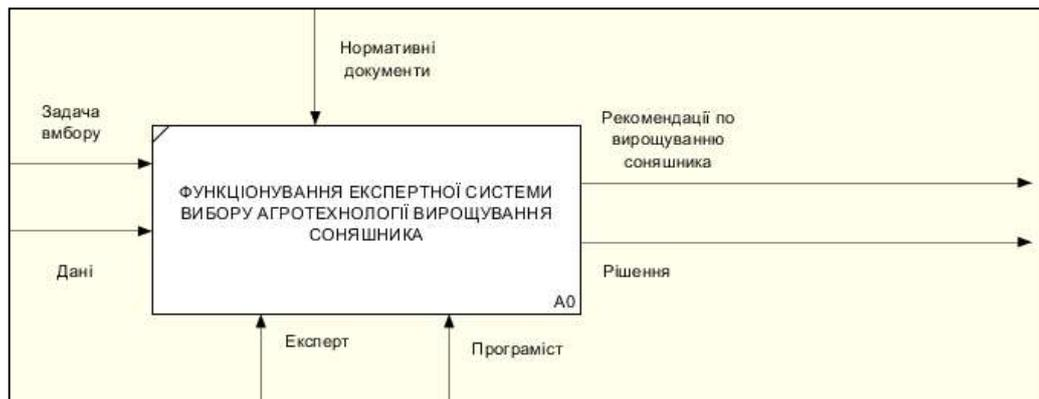 Нормативні
документи
Задача
вмбору
Рекомендації по
вирощуванню
соняшника
ФУНКЦІОНУВАННЯ ЕКСПЕРТНОЇ СИСТЕМИ
ВИБОРУ АГРОТЕХНОЛОГІЇ ВИРОЩУВАННЯ
СОНЯШНИКА
Дані
Рішення
A0
Експерт
Програміст